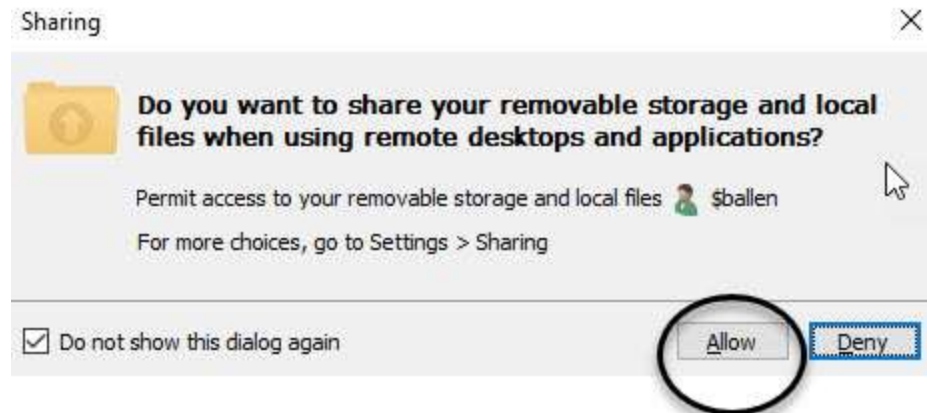 Sharing
Do you want to share your removable storage and local
files when using remote desktops and applications?
Permit access to your removable storage and local files $ballen
For more choices, go to Settings > Sharing
Do not show this dialog again
Allow
Deny